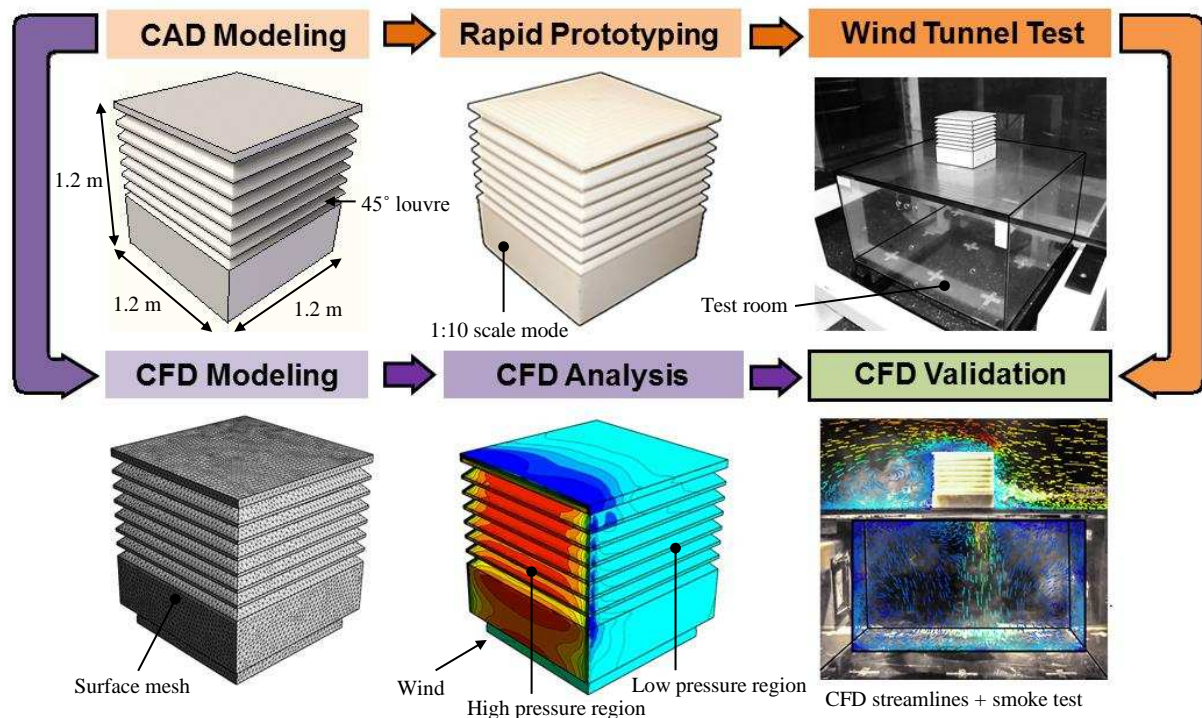 CAD Modeling
Rapid Prototyping
Wind Tunnel Test
1.2 m
45˚ louvre
1.2 m
1.2 m
1:10 scale mode
Test room
CFD Modeling
CFD Analysis
CFD Validation
Surface mesh
Wind
High pressure region
Low pressure region
CFD streamlines + smoke test